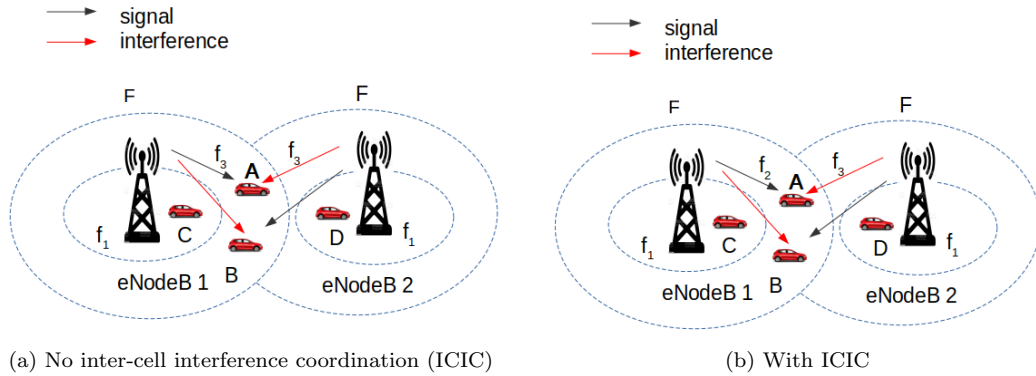 signal
interference
F
F
f3
f3
A
f1
C
B
D
f1
eNodeB 1
eNodeB 2
(a) No inter-cell interference coordination (ICIC)
signal
interference
F
F
f2
f3
A
f1
C
B
D
f1
eNodeB 1
eNodeB 2
(b) With ICIC